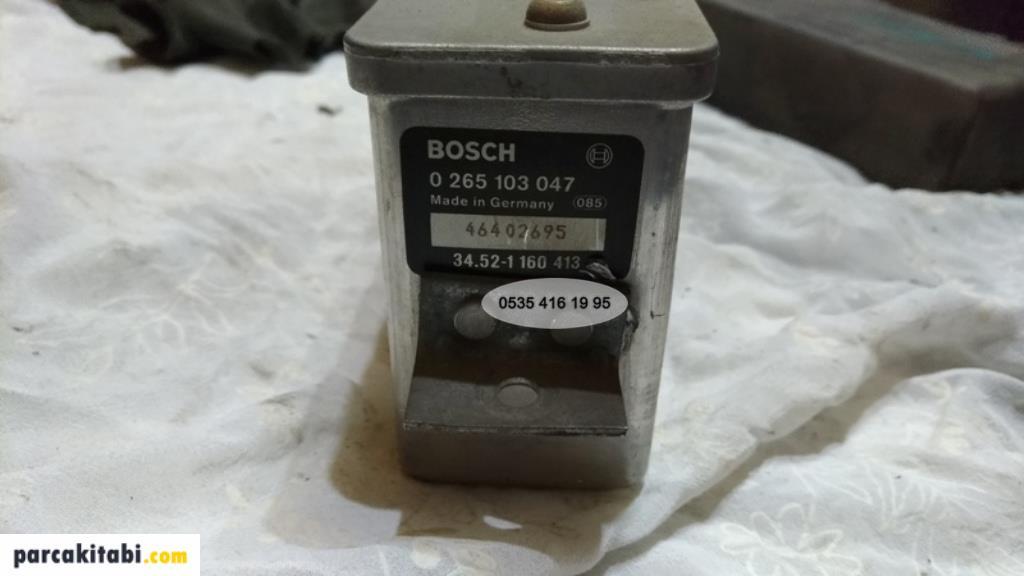 BOSCH
0 265 103 047
Made in Germany 085
46402695
34.52-1 160 413
0535 416 19 95
parcakitabi.com